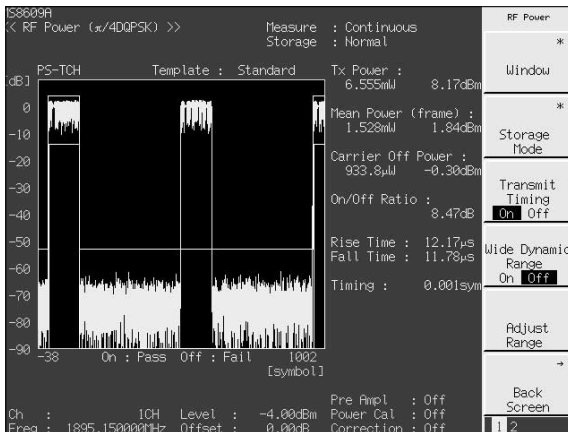 MS8609A
<< RF Power (π/4DQPSK) >>
Measure : Continuous
Storage : Normal
PS-TCH Template : Standard
[dB]
0
-10
-20
-30
-40
-50
-60
-70
-80
-90
-38 On : Pass Off : Fail 1002
[symbol]
Tx Power :
6.555mW 8.17dBm
Mean Power (frame) :
1.528mW 1.84dBm
Carrier Off Power :
933.8μW -0.30dBm
On/Off Ratio :
8.47dB
Rise Time : 12.17μs
Fall Time : 11.78μs
Timing : 0.001sym
Ch : 1CH Level : -4.00dBm
Freq : 1895.150000MHz Offset : 0.00dB
Pre Ampl : Off
Power Cal : Off
Correction : Off
RF Power
*
Window
*
Storage
Mode
Transmit
Timing
On Off
Wide Dynamic
Range
On Off
Adjust
Range
→
Back
Screen
1 2